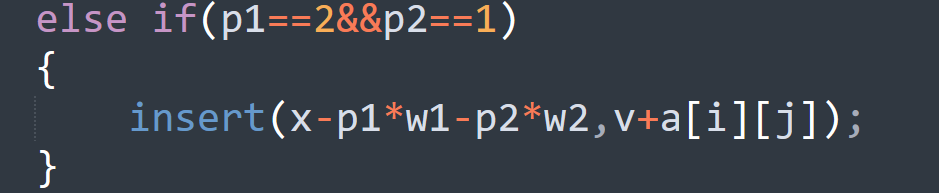 else if(p1==2&&p2==1)
{
insert(x-p1*w1-p2*w2,v+a[i][j]);
}